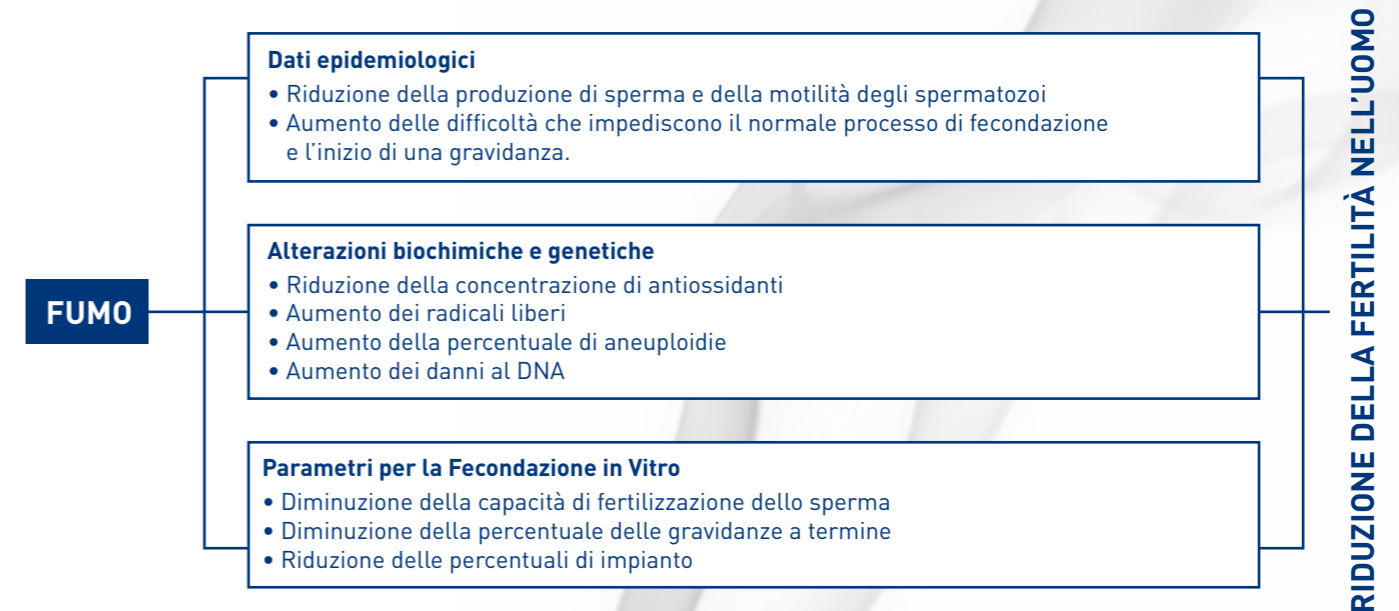 FUMO
Dati epidemiologici
• Riduzione della produzione di sperma e della motilità degli spermatozoi
• Aumento delle difficoltà che impediscono il normale processo di fecondazione
e l’inizio di una gravidanza.
Alterazioni biochimiche e genetiche
• Riduzione della concentrazione di antiossidanti
• Aumento dei radicali liberi
• Aumento della percentuale di aneuploidie
• Aumento dei danni al DNA
Parametri per la Fecondazione in Vitro
• Diminuzione della capacità di fertilizzazione dello sperma
• Diminuzione della percentuale delle gravidanze a termine
• Riduzione delle percentuali di impianto
RIDUZIONE DELLA FERTILITÀ NELL’UOMO